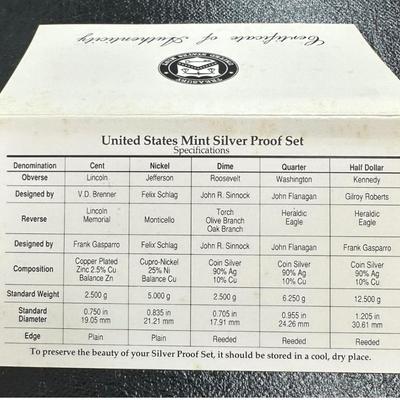 Certificate of Authenticity
United States Mint Silver Proof Set
Specifications
Denomination Cent Nickel Dime Quarter Half Dollar
Obverse Lincoln Jefferson Roosevelt Washington Kennedy
Designed by V.D. Brenner Felix Schlag John R. Sinnock John Flanagan Gilroy Roberts
Reverse Lincoln Memorial Monticello Torch Olive Branch Oak Branch Heraldic Eagle Heraldic Eagle
Designed by Frank Gasparro Felix Schlag John R. Sinnock John Flanagan Frank Gasparro
Composition Copper Plated Zinc 2.5% Cu Balance Zn Cupro-Nickel 25% Ni Balance Cu Coin Silver 90% Ag 10% Cu Coin Silver 90% Ag 10% Cu Coin Silver 90% Ag 10% Cu
Standard Weight 2.500 g 5.000 g 2.500 g 6.250 g 12.500 g
Standard Diameter 0.750 in 19.05 mm 0.835 in 21.21 mm 0.705 in 17.91 mm 0.955 in 24.26 mm 1.205 in 30.61 mm
Edge Plain Plain Reeded Reeded Reeded
To preserve the beauty of your Silver Proof Set, it should be stored in a cool, dry place.